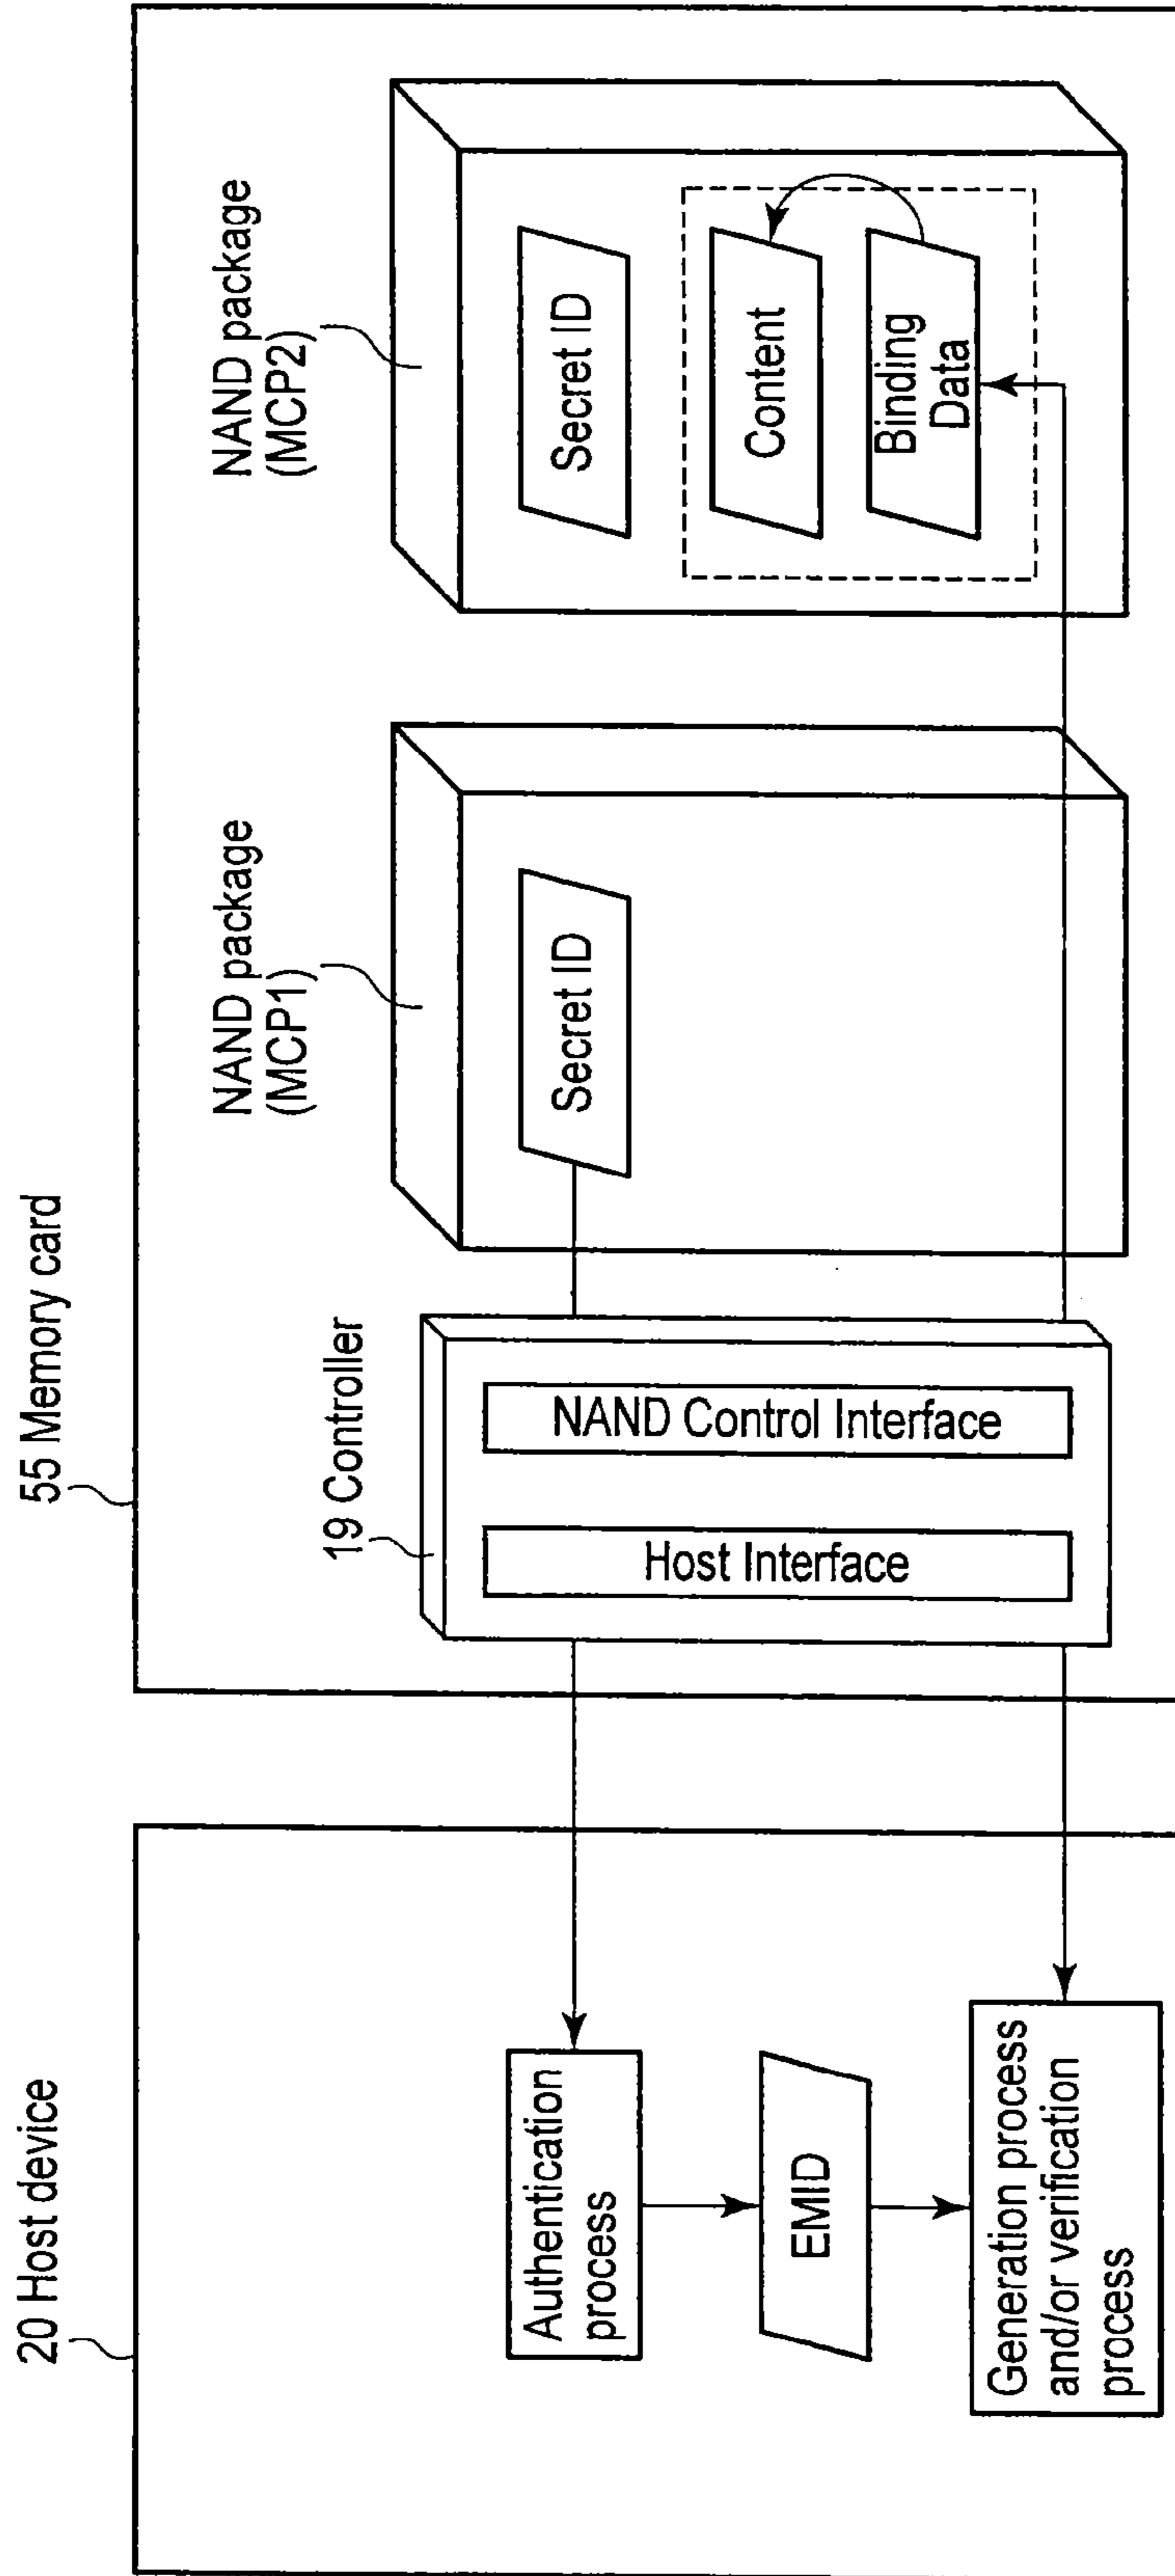 20 Host device
55 Memory card
Authentication
process
EMID
Generation process
and/or verification
process
19 Controller
Host Interface
NAND Control Interface
NAND package
(MCP1)
Secret ID
NAND package
(MCP2)
Secret ID
Content
Binding
Data